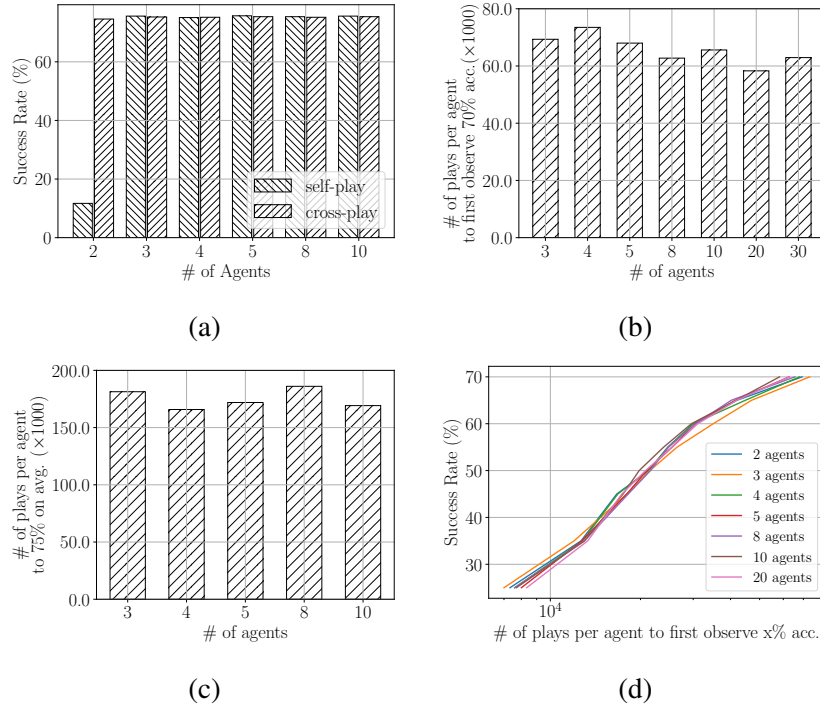 Success Rate (%)
60
40
20
0
2 3 4 5 8 10
# of Agents
self-play
cross-play
(a)
# of plays per agent
to first observe 70% acc.(×1000)
80.0
60.0
40.0
20.0
0.0
3 4 5 8 10 20 30
# of agents
(b)
# of plays per agent
to 75% on avg. (×1000)
200.0
150.0
100.0
50.0
0.0
3 4 5 8 10
# of agents
(c)
Success Rate (%)
70
60
50
40
30
10⁴
# of plays per agent to first observe x% acc.
2 agents
3 agents
4 agents
5 agents
8 agents
10 agents
20 agents
(d)